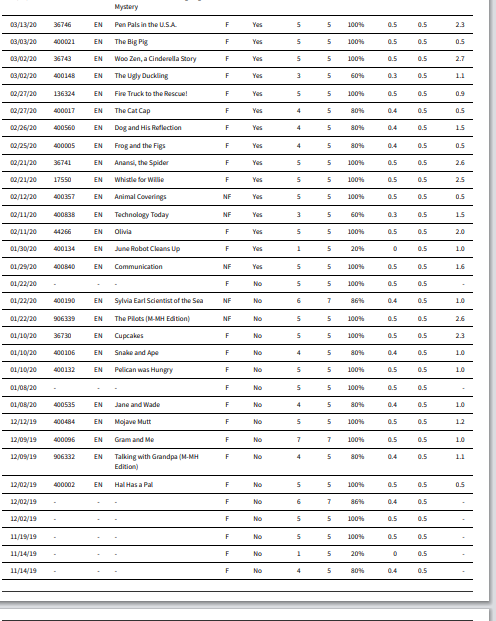 Mystery
03/13/20 36746 EN Pen Pals in the U.S.A. F Yes 5 5 100% 0.5 0.5 2.3
03/03/20 400021 EN The Big Pig F Yes 5 5 100% 0.5 0.5 0.5
03/02/20 36743 EN Woo Zen, a Cinderella Story F Yes 5 5 100% 0.5 0.5 2.7
03/02/20 400148 EN The Ugly Duckling F Yes 3 5 60% 0.3 0.5 1.1
02/27/20 136324 EN Fire Truck to the Rescue! F Yes 5 5 100% 0.5 0.5 0.9
02/27/20 400017 EN The Cat Cap F Yes 4 5 80% 0.4 0.5 0.5
02/26/20 400560 EN Dog and His Reflection F Yes 4 5 80% 0.4 0.5 1.5
02/25/20 400005 EN Frog and the Figs F Yes 4 5 80% 0.4 0.5 0.5
02/21/20 36741 EN Anansi, the Spider F Yes 5 5 100% 0.5 0.5 2.6
02/21/20 17550 EN Whistle for Willie F Yes 5 5 100% 0.5 0.5 2.5
02/12/20 400357 EN Animal Coverings NF Yes 5 5 100% 0.5 0.5 0.5
02/11/20 400838 EN Technology Today NF Yes 3 5 60% 0.3 0.5 1.5
02/11/20 44266 EN Olivia F Yes 5 5 100% 0.5 0.5 2.0
01/30/20 400134 EN June Robot Cleans Up F Yes 1 5 20% 0 0.5 1.0
01/29/20 400840 EN Communication NF Yes 5 5 100% 0.5 0.5 1.6
01/22/20 - - - F No 5 5 100% 0.5 0.5 -
01/22/20 400190 EN Sylvia Earl Scientist of the Sea NF No 6 7 86% 0.4 0.5 1.0
01/22/20 906339 EN The Pilots (M-MH Edition) NF No 5 5 100% 0.5 0.5 2.6
01/10/20 36730 EN Cupcakes F No 5 5 100% 0.5 0.5 2.3
01/10/20 400106 EN Snake and Ape F No 4 5 80% 0.4 0.5 1.0
01/10/20 400132 EN Pelican was Hungry F No 5 5 100% 0.5 0.5 1.0
01/08/20 - - - F No 5 5 100% 0.5 0.5 -
01/08/20 400535 EN Jane and Wade F No 4 5 80% 0.4 0.5 1.0
12/12/19 400484 EN Mojave Mutt F No 5 5 100% 0.5 0.5 1.2
12/09/19 400096 EN Gram and Me F No 7 7 100% 0.5 0.5 1.0
12/09/19 906332 EN Talking with Grandpa (M-MH F No 4 5 80% 0.4 0.5 1.1
Edition)
12/02/19 400002 EN Hal Has a Pal F No 5 5 100% 0.5 0.5 0.5
12/02/19 - - - F No 6 7 86% 0.4 0.5 -
12/02/19 - - - F No 5 5 100% 0.5 0.5 -
11/19/19 - - - F No 5 5 100% 0.5 0.5 -
11/14/19 - - - F No 1 5 20% 0 0.5 -
11/14/19 - - - F No 4 5 80% 0.4 0.5 -